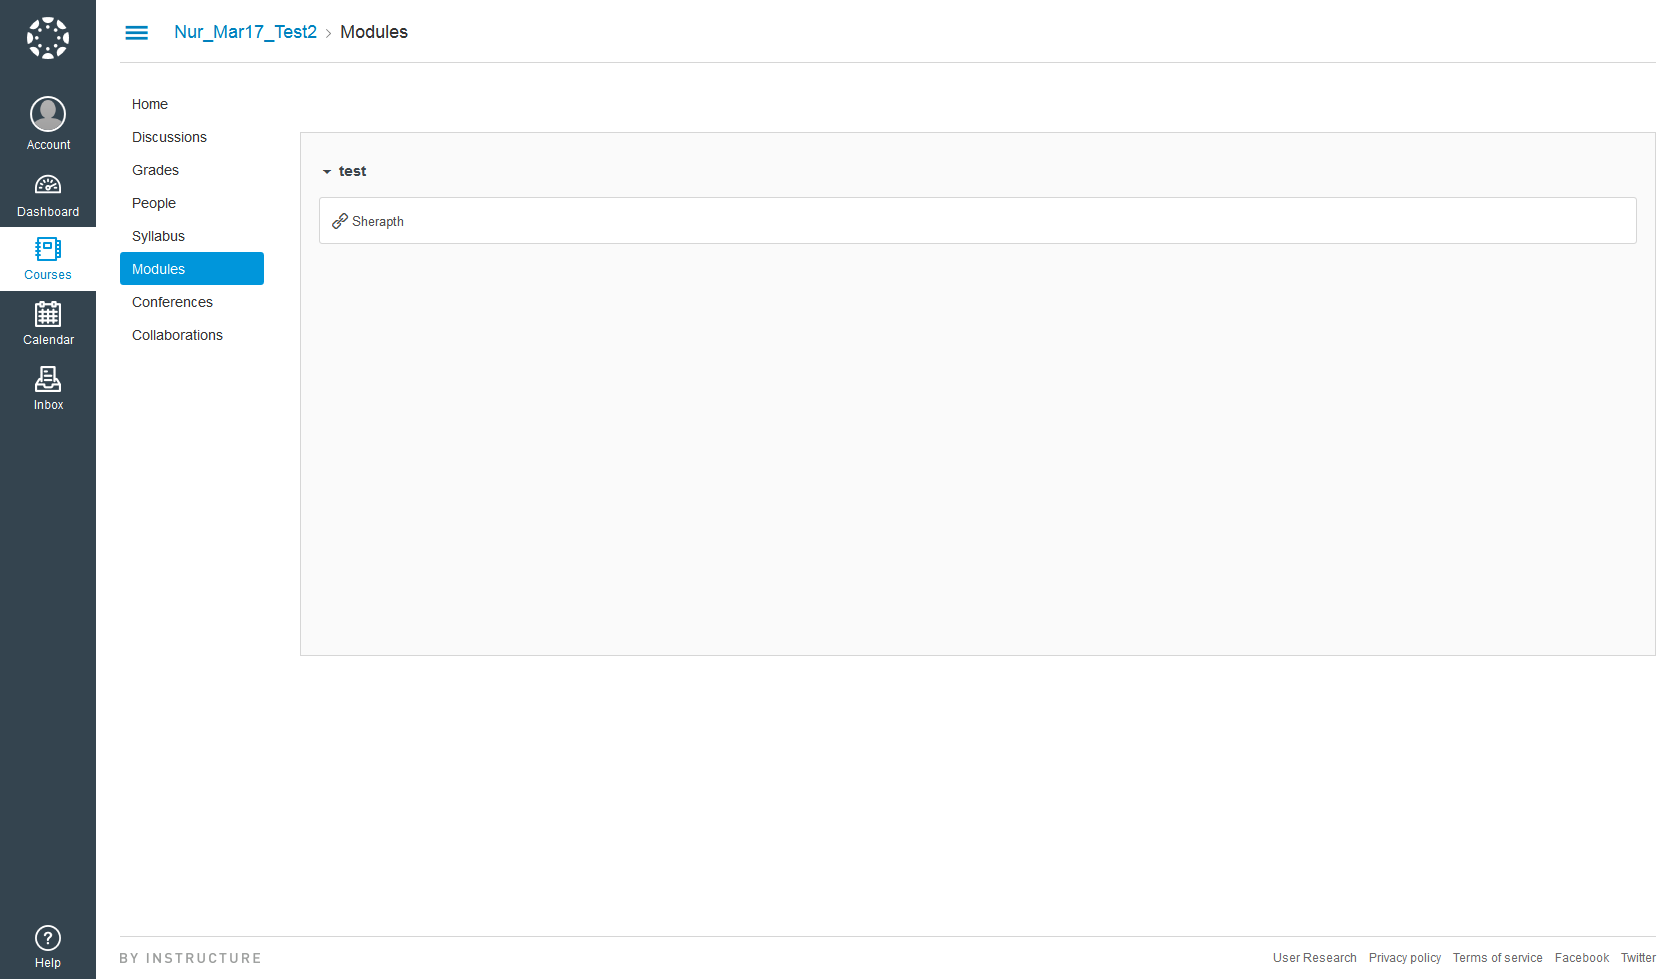 Nur_Mar17_Test2 > Modules
Account
Dashboard
Courses
Calendar
Inbox
Help
Home
Discussions
Grades
People
Syllabus
Modules
Conferences
Collaborations
test
Sherapth
BY INSTRUCTURE
User Research Privacy policy Terms of service Facebook Twitter